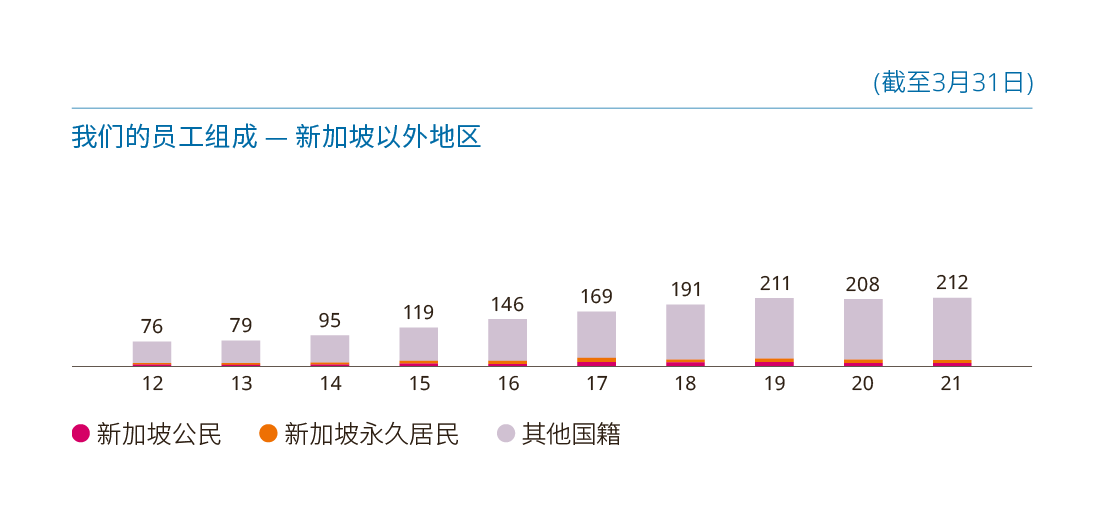 (截至3月31日)
我们的员工组成 — 新加坡以外地区
76 79 95 119 146 169 191 211 208 212
12 13 14 15 16 17 18 19 20 21
新加坡公民 新加坡永久居民 其他国籍